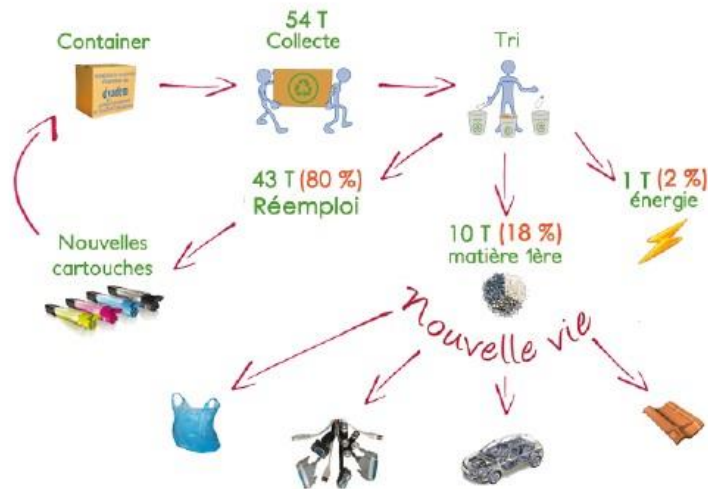 Container
54 T
Collecte
Tri
43 T (80 %)
Réemploi
1 T (2 %)
énergie
10 T (18 %)
matière 1ère
Nouvelles
cartouches
Nouvelle vie